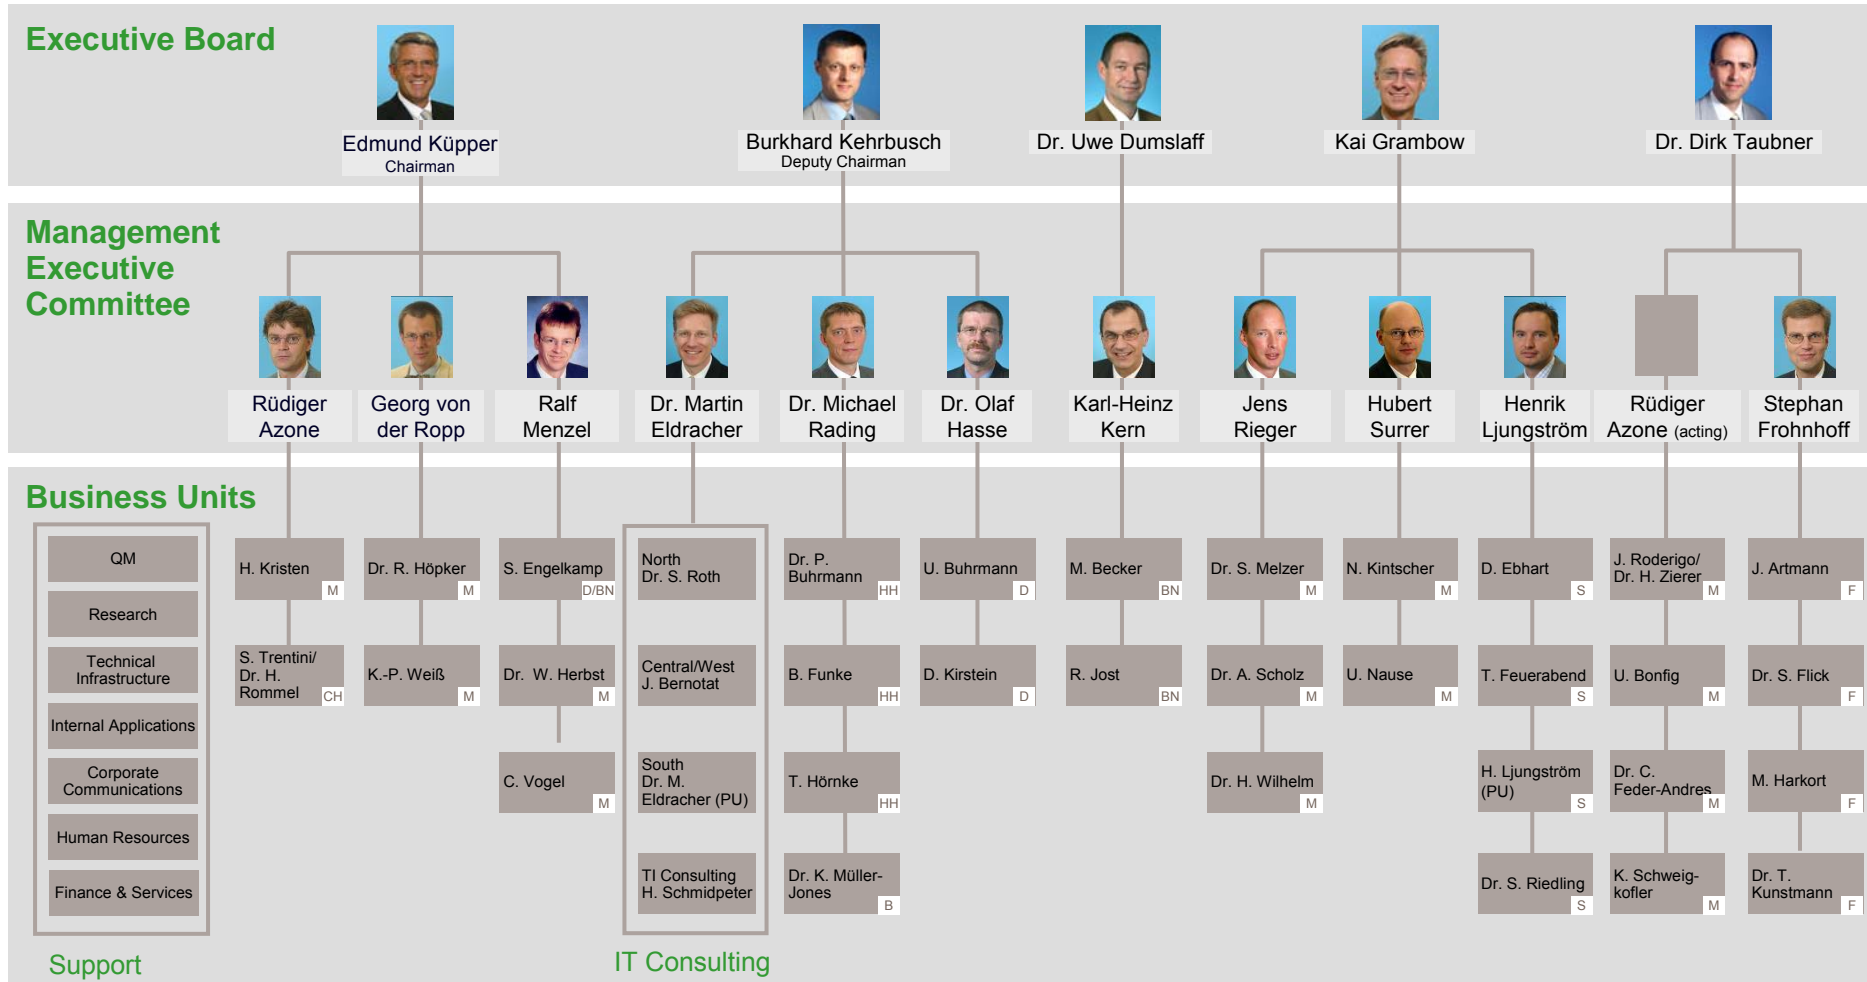 Executive Board
Edmund Küpper
Chairman
Burkhard Kehrbusch
Deputy Chairman
Dr. Uwe Dumslaff
Kai Grambow
Dr. Dirk Taubner
Management
Executive
Committee
Rüdiger
Azone
Georg von
der Ropp
Ralf
Menzel
Dr. Martin
Eldracher
Dr. Michael
Rading
Dr. Olaf
Hasse
Karl-Heinz
Kern
Jens
Rieger
Hubert
Surrer
Henrik
Ljungström
Rüdiger
Azone (acting)
Stephan
Frohnhoff
Business Units
QM
Research
Technical
Infrastructure
Internal Applications
Corporate
Communications
Human Resources
Finance & Services
Support
H. Kristen
M
S. Trentini/
Dr. H.
Rommel
CH
Dr. R. Höpker
M
K.-P. Weiß
M
S. Engelkamp
D/BN
Dr. W. Herbst
M
C. Vogel
M
North
Dr. S. Roth
Central/West
J. Bernotat
South
Dr. M.
Eldracher (PU)
TI Consulting
H. Schmidpeter
IT Consulting
Dr. P.
Buhrmann
HH
B. Funke
HH
T. Hörnke
HH
Dr. K. Müller-
Jones
B
U. Buhrmann
D
D. Kirstein
D
M. Becker
BN
R. Jost
BN
Dr. S. Melzer
M
Dr. A. Scholz
M
Dr. H. Wilhelm
M
N. Kintscher
M
U. Nause
M
D. Ebhart
S
T. Feuerabend
S
H. Ljungström
(PU)
S
Dr. S. Riedling
S
J. Roderigo/
Dr. H. Zierer
M
U. Bonfig
M
Dr. C.
Feder-Andres
M
K. Schweig-
kofler
M
J. Artmann
F
Dr. S. Flick
F
M. Harkort
F
Dr. T.
Kunstmann
F